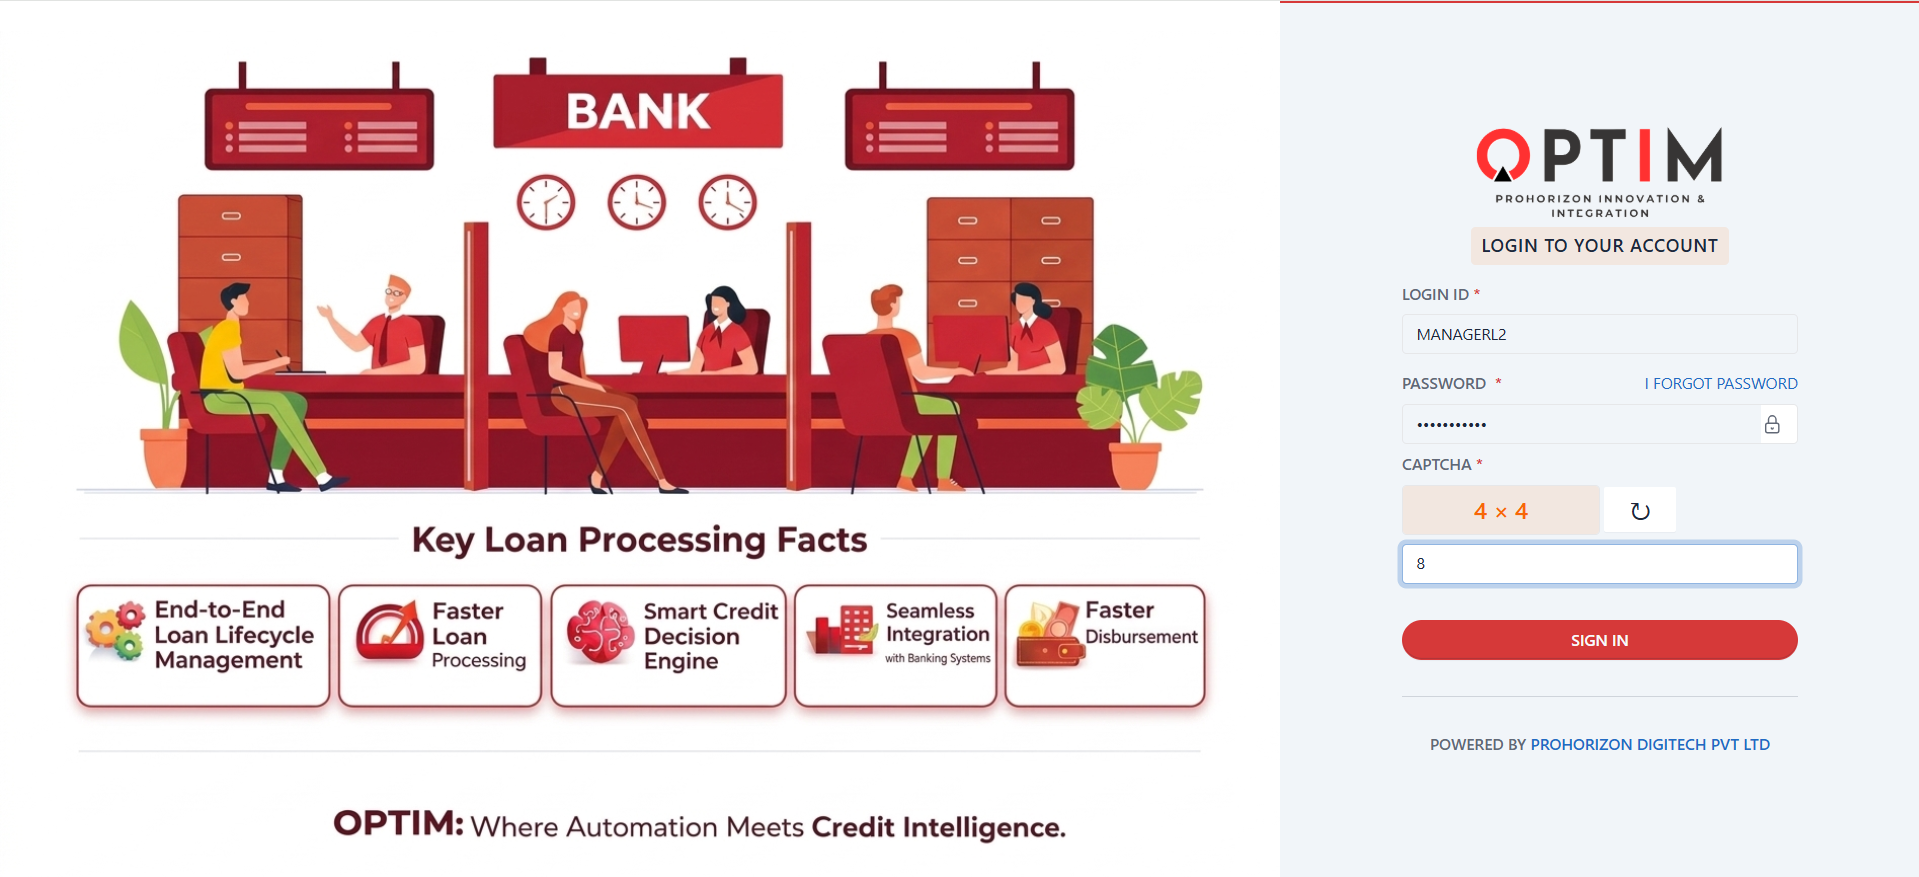 BANK
Key Loan Processing Facts
End-to-End
Loan Lifecycle
Management
Faster
Loan
Processing
Smart Credit
Decision
Engine
Seamless
Integration
with Banking Systems
Faster
Disbursement
OPTIM: Where Automation Meets Credit Intelligence.
OPTIM
PROHORIZON INNOVATION &
INTEGRATION
LOGIN TO YOUR ACCOUNT
LOGIN ID *
MANAGERL2
PASSWORD * I FORGOT PASSWORD
•••••••••••
CAPTCHA *
4 × 4
8
SIGN IN
POWERED BY PROHORIZON DIGITECH PVT LTD